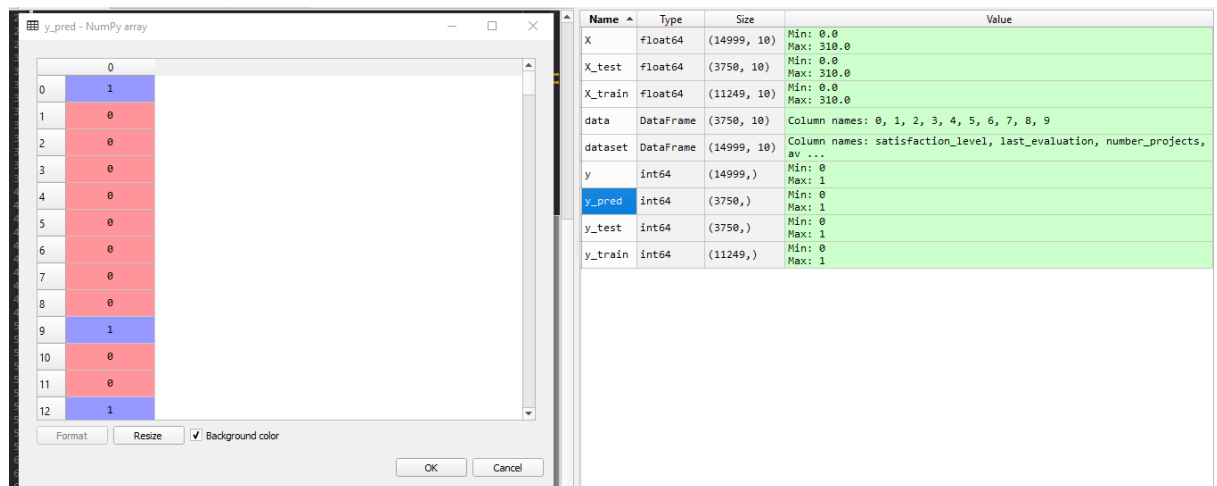 y_pred - NumPy array
0
0 1
1 0
2 0
3 0
4 0
5 0
6 0
7 0
8 0
9 1
10 0
11 0
12 1
Format Resize Background color
OK Cancel
Name Type Size Value
X float64 (14999, 10) Min: 0.0
Max: 310.0
X_test float64 (3750, 10) Min: 0.0
Max: 310.0
X_train float64 (11249, 10) Min: 0.0
Max: 310.0
data DataFrame (3750, 10) Column names: 0, 1, 2, 3, 4, 5, 6, 7, 8, 9
dataset DataFrame (14999, 10) Column names: satisfaction_level, last_evaluation, number_projects,
av ...
y int64 (14999,) Min: 0
Max: 1
y_pred int64 (3750,) Min: 0
Max: 1
y_test int64 (3750,) Min: 0
Max: 1
y_train int64 (11249,) Min: 0
Max: 1